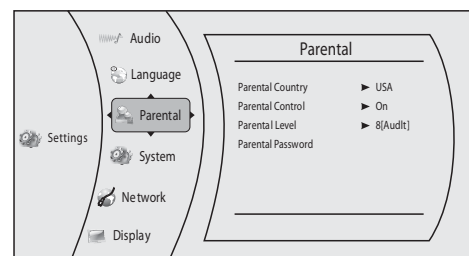 Settings
Audio
Language
Parental
System
Network
Display
Parental
Parental Country ► USA
Parental Control ► On
Parental Level ► 8[Audlt]
Parental Password